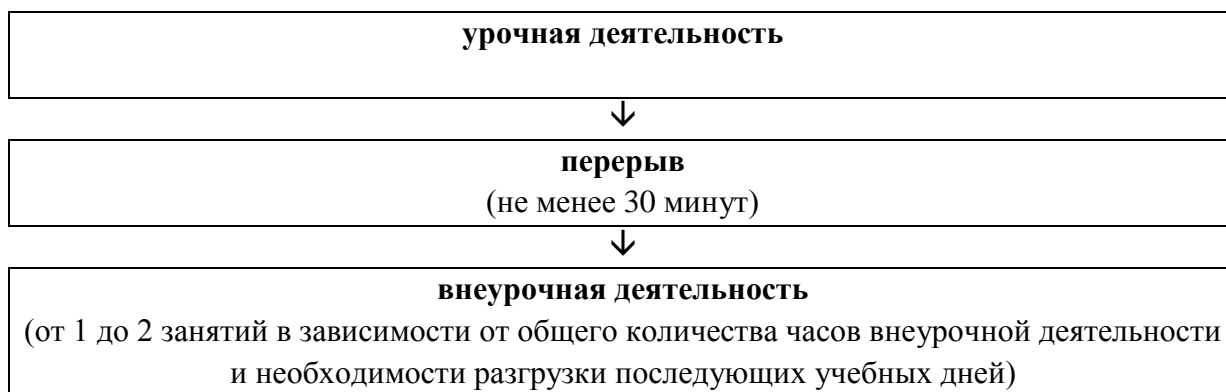 урочная деятельность
перерыв
(не менее 30 минут)
внеурочная деятельность
(от 1 до 2 занятий в зависимости от общего количества часов внеурочной деятельности
и необходимости разгрузки последующих учебных дней)